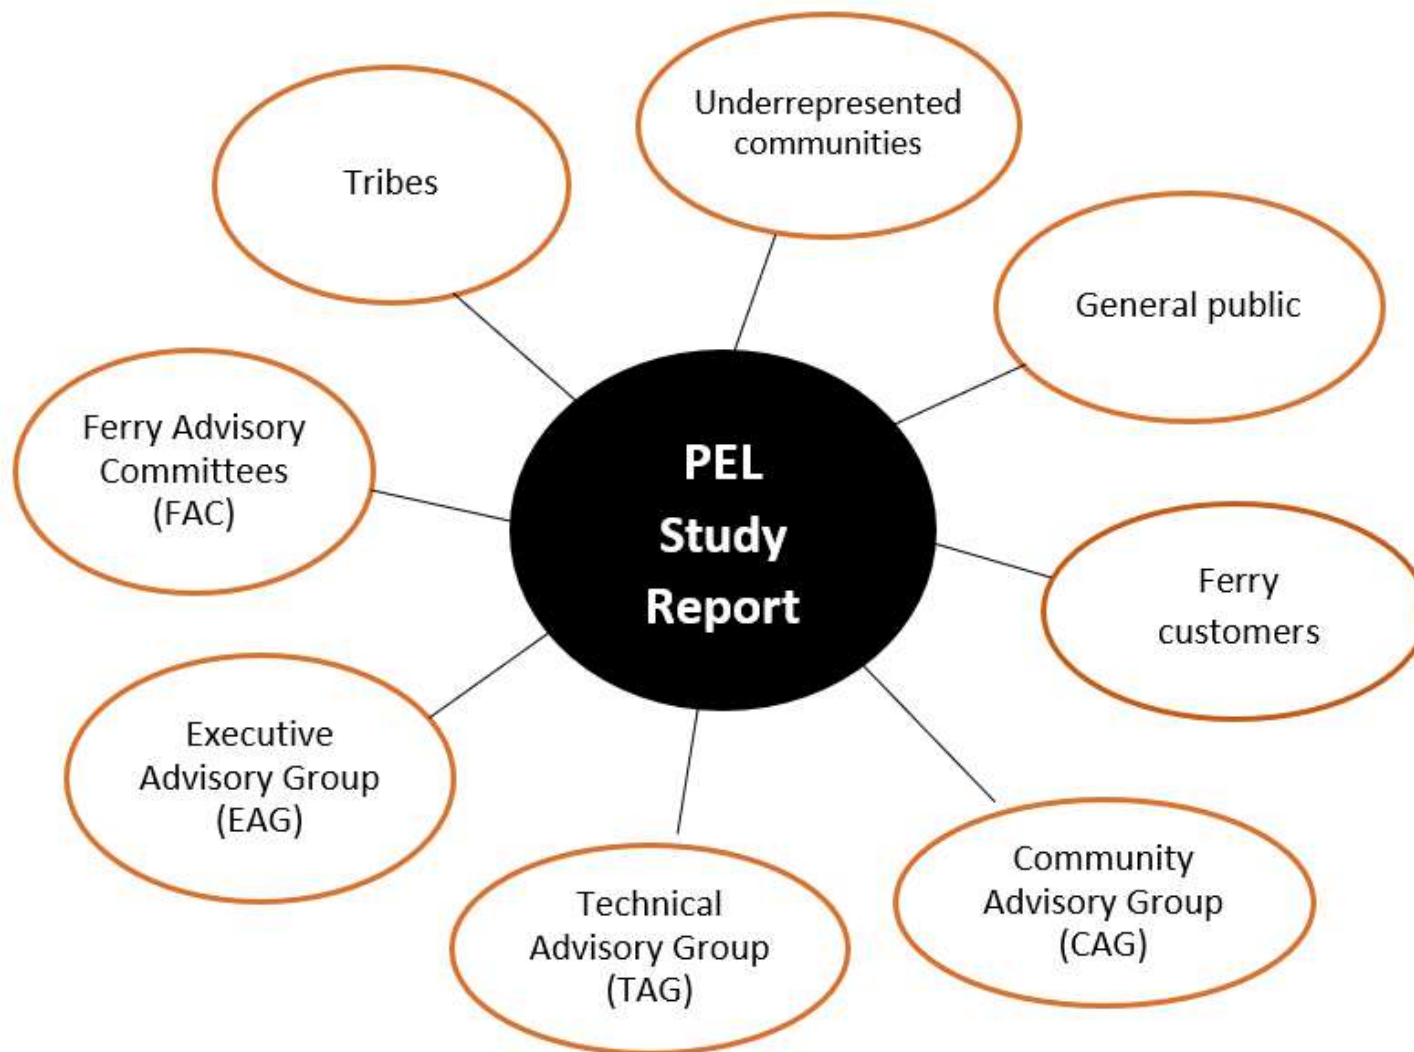 Underrepresented
communities
Tribes
General public
Ferry Advisory
Committees
(FAC)
PEL
Study
Report
Ferry
customers
Executive
Advisory Group
(EAG)
Community
Advisory Group
(CAG)
Technical
Advisory Group
(TAG)